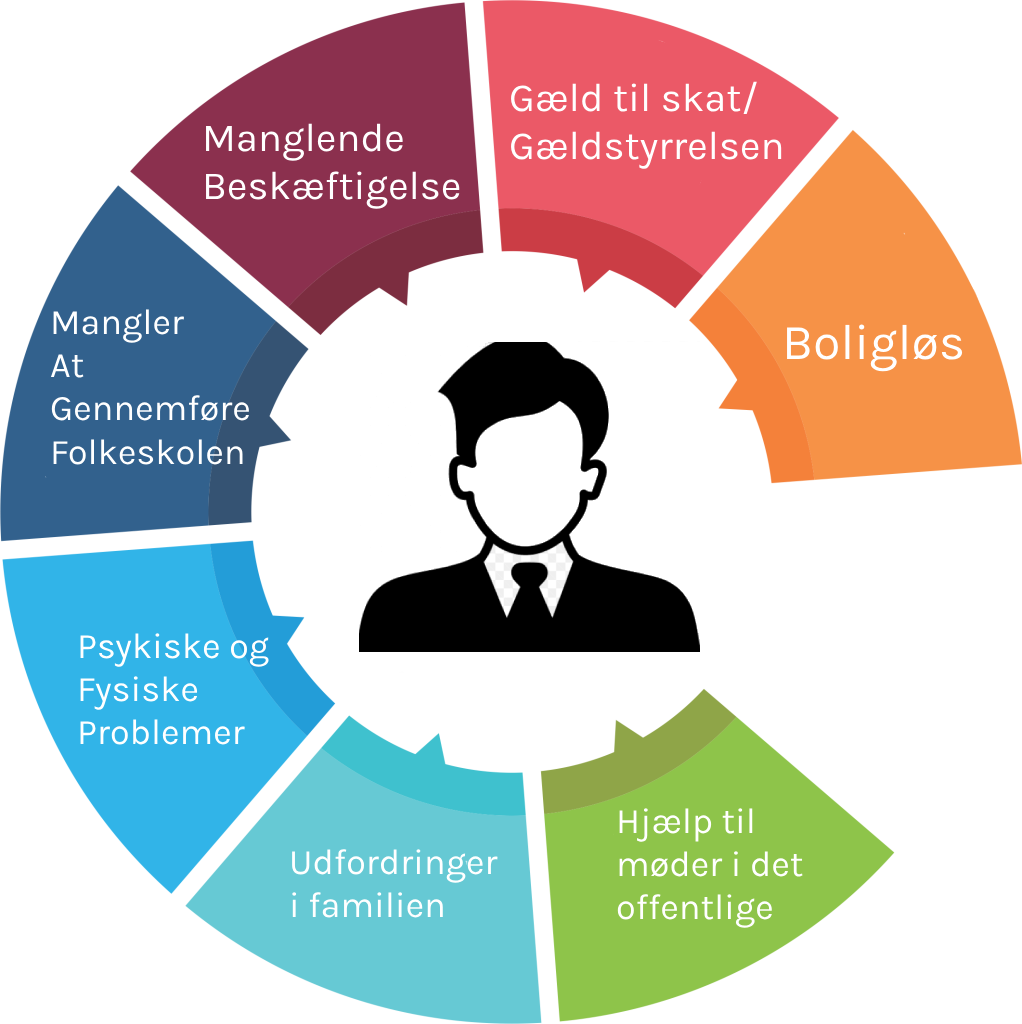 Gæld til skat/
Gældstyrrelsen
Boligløs
Hjælp til
møder i det
offentlige
Udfordringer
i familien
Psykiske og
Fysiske
Problemer
Mangler
At
Gennemføre
Folkeskolen
Manglende
Beskæftigelse